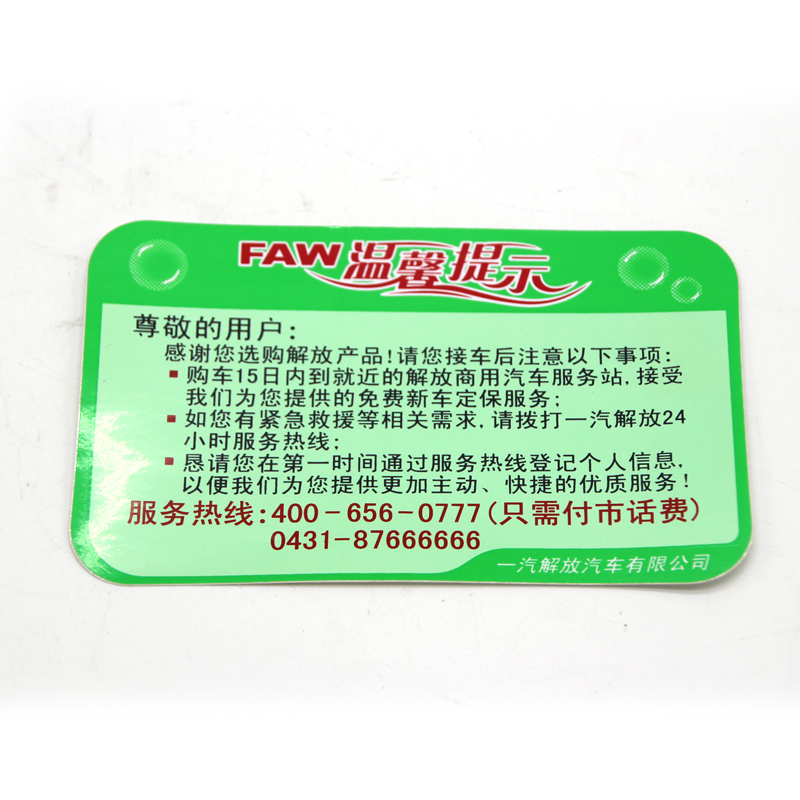 FAW温馨提示
尊敬的用户:
感谢您选购解放产品!请您接车后注意以下事项:
▪ 购车15日内到就近的解放商用汽车服务站,接受
我们为您提供的免费新车定保服务;
▪ 如您有紧急救援等相关需求,请拨打一汽解放24
小时服务热线;
▪ 恳请您在第一时间通过服务热线登记个人信息,
以便我们为您提供更加主动、快捷的优质服务!
服务热线:400-656-0777(只需付市话费)
0431-87666666
一汽解放汽车有限公司